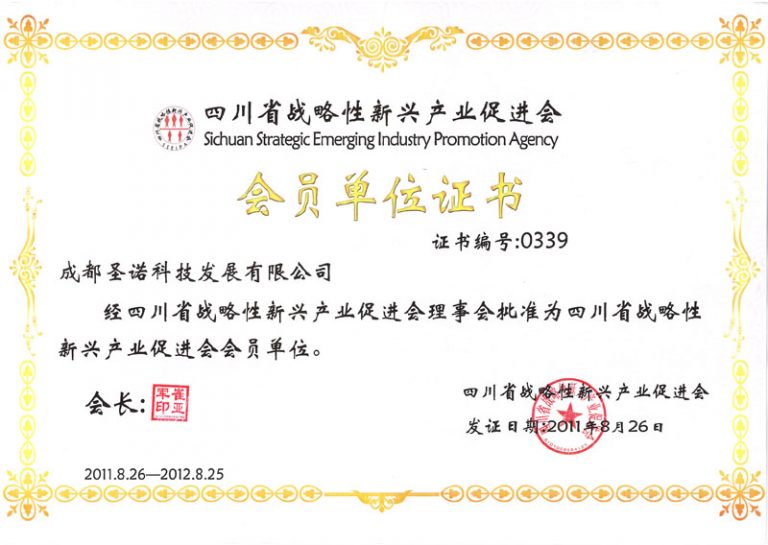 四川省战略性新兴产业促进会
Sichuan Strategic Emerging Industry Promotion Agency
会员单位证书
证书编号:0339
成都圣诺科技发展有限公司
经四川省战略性新兴产业促进会理事会批准为四川省战略性
新兴产业促进会会员单位。
会长:
崔亚军印
四川省战略性新兴产业促进会
发证日期:2011年8月26日
2011.8.26—2012.8.25